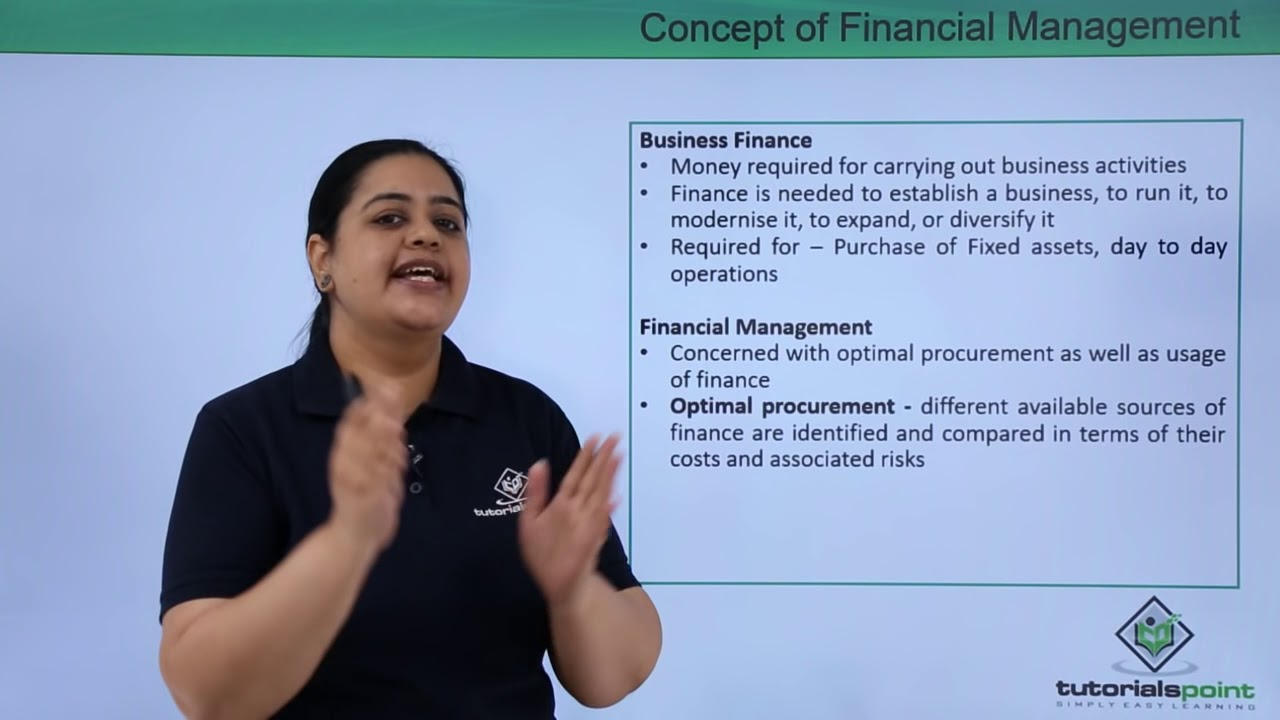 Concept of Financial Management
Business Finance
• Money required for carrying out business activities
• Finance is needed to establish a business, to run it, to
modernise it, to expand, or diversify it
• Required for – Purchase of Fixed assets, day to day
operations
Financial Management
• Concerned with optimal procurement as well as usage
of finance
• Optimal procurement - different available sources of
finance are identified and compared in terms of their
costs and associated risks
tutorialspoint
SIMPLY EASY LEARNING